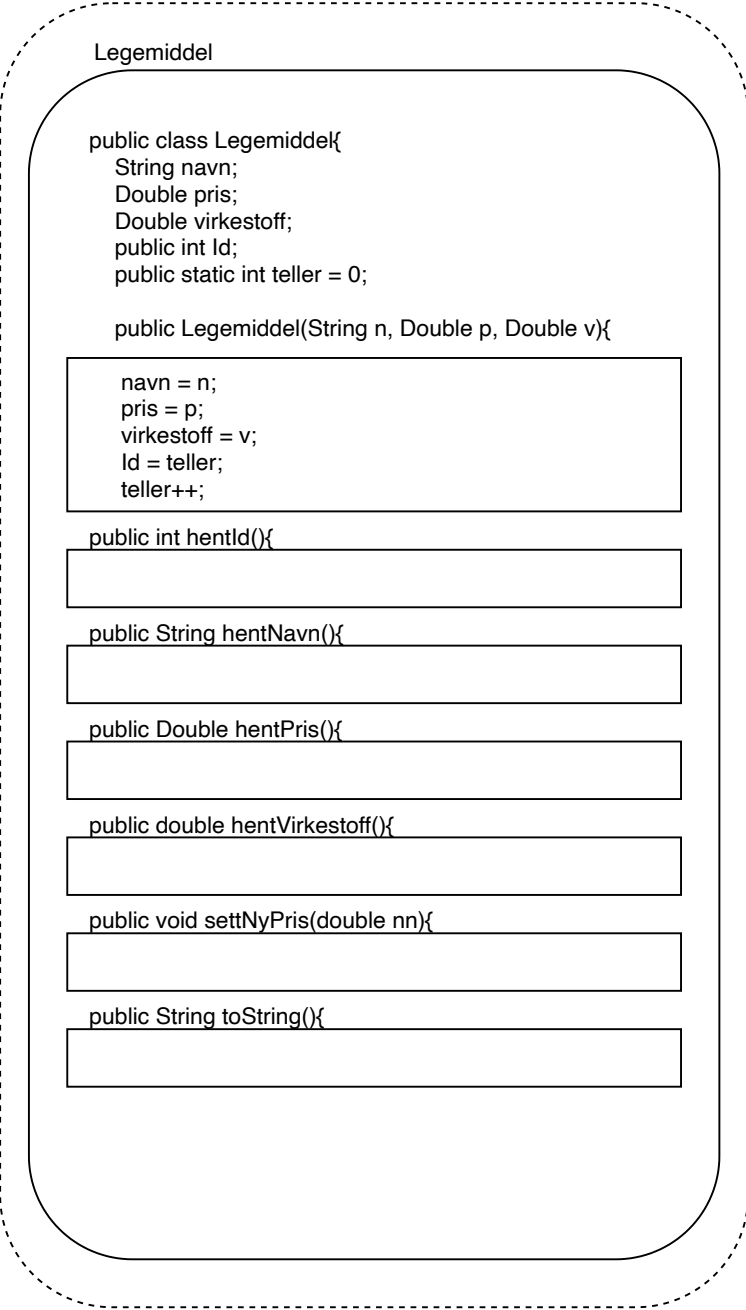 Legemiddel
public class Legemiddel{
String navn;
Double pris;
Double virkestoff;
public int Id;
public static int teller = 0;
public Legemiddel(String n, Double p, Double v){
navn = n;
pris = p;
virkestoff = v;
Id = teller;
teller++;
public int hentId(){
public String hentNavn(){
public Double hentPris(){
public double hentVirkestoff(){
public void settNyPris(double nn){
public String toString(){